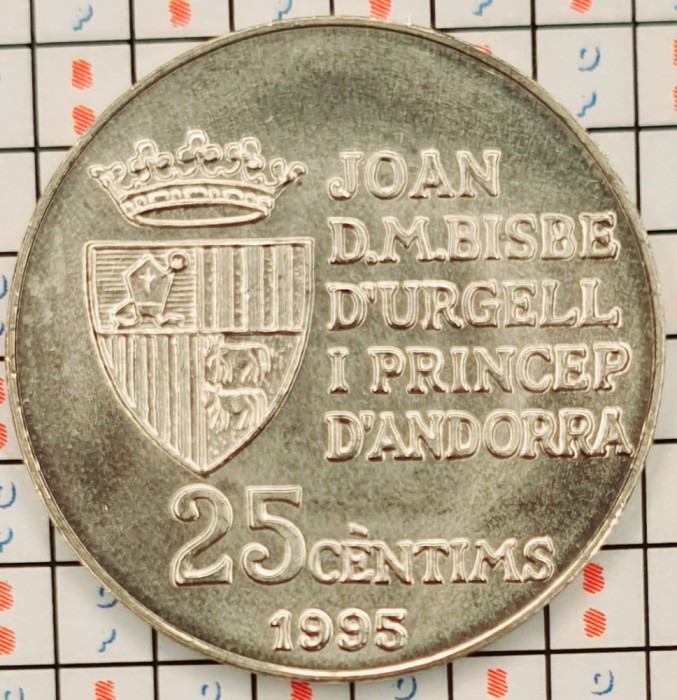 JOAN
D.M.BISBE
D'URGELL
I PRINCEP
D'ANDORRA
25 CÈNTIMS
1995